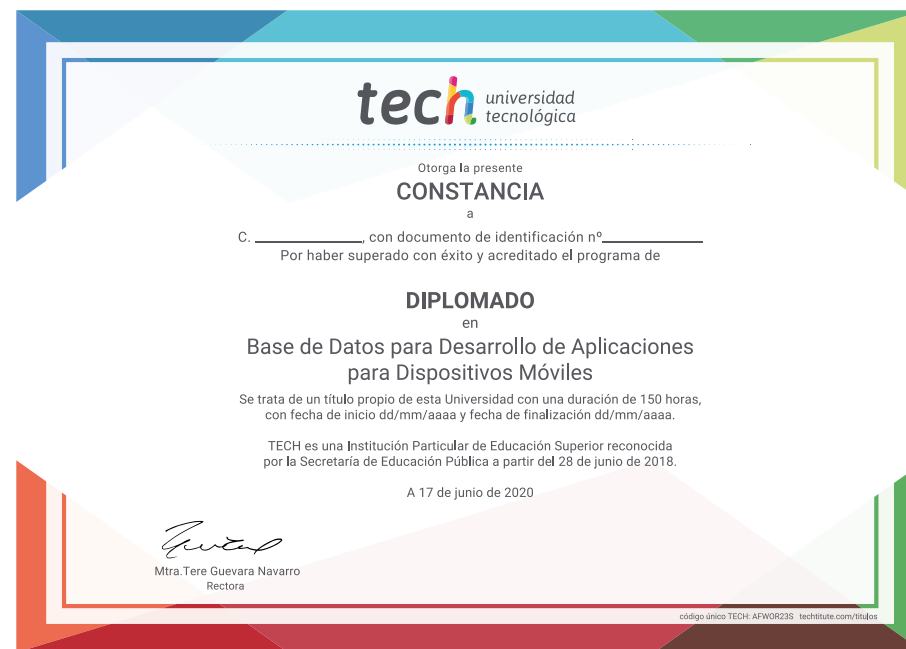 tech universidad
tecnológica
Otorga la presente
CONSTANCIA
a
C. ____________, con documento de identificación nº____________
Por haber superado con éxito y acreditado el programa de
DIPLOMADO
en
Base de Datos para Desarrollo de Aplicaciones
para Dispositivos Móviles
Se trata de un título propio de esta Universidad con una duración de 150 horas,
con fecha de inicio dd/mm/aaaa y fecha de finalización dd/mm/aaaa.
TECH es una Institución Particular de Educación Superior reconocida
por la Secretaría de Educación Pública a partir del 28 de junio de 2018.
A 17 de junio de 2020
Mtra.Tere Guevara Navarro
Rectora
código único TECH: AFWOR23S techtitute.com/titulos